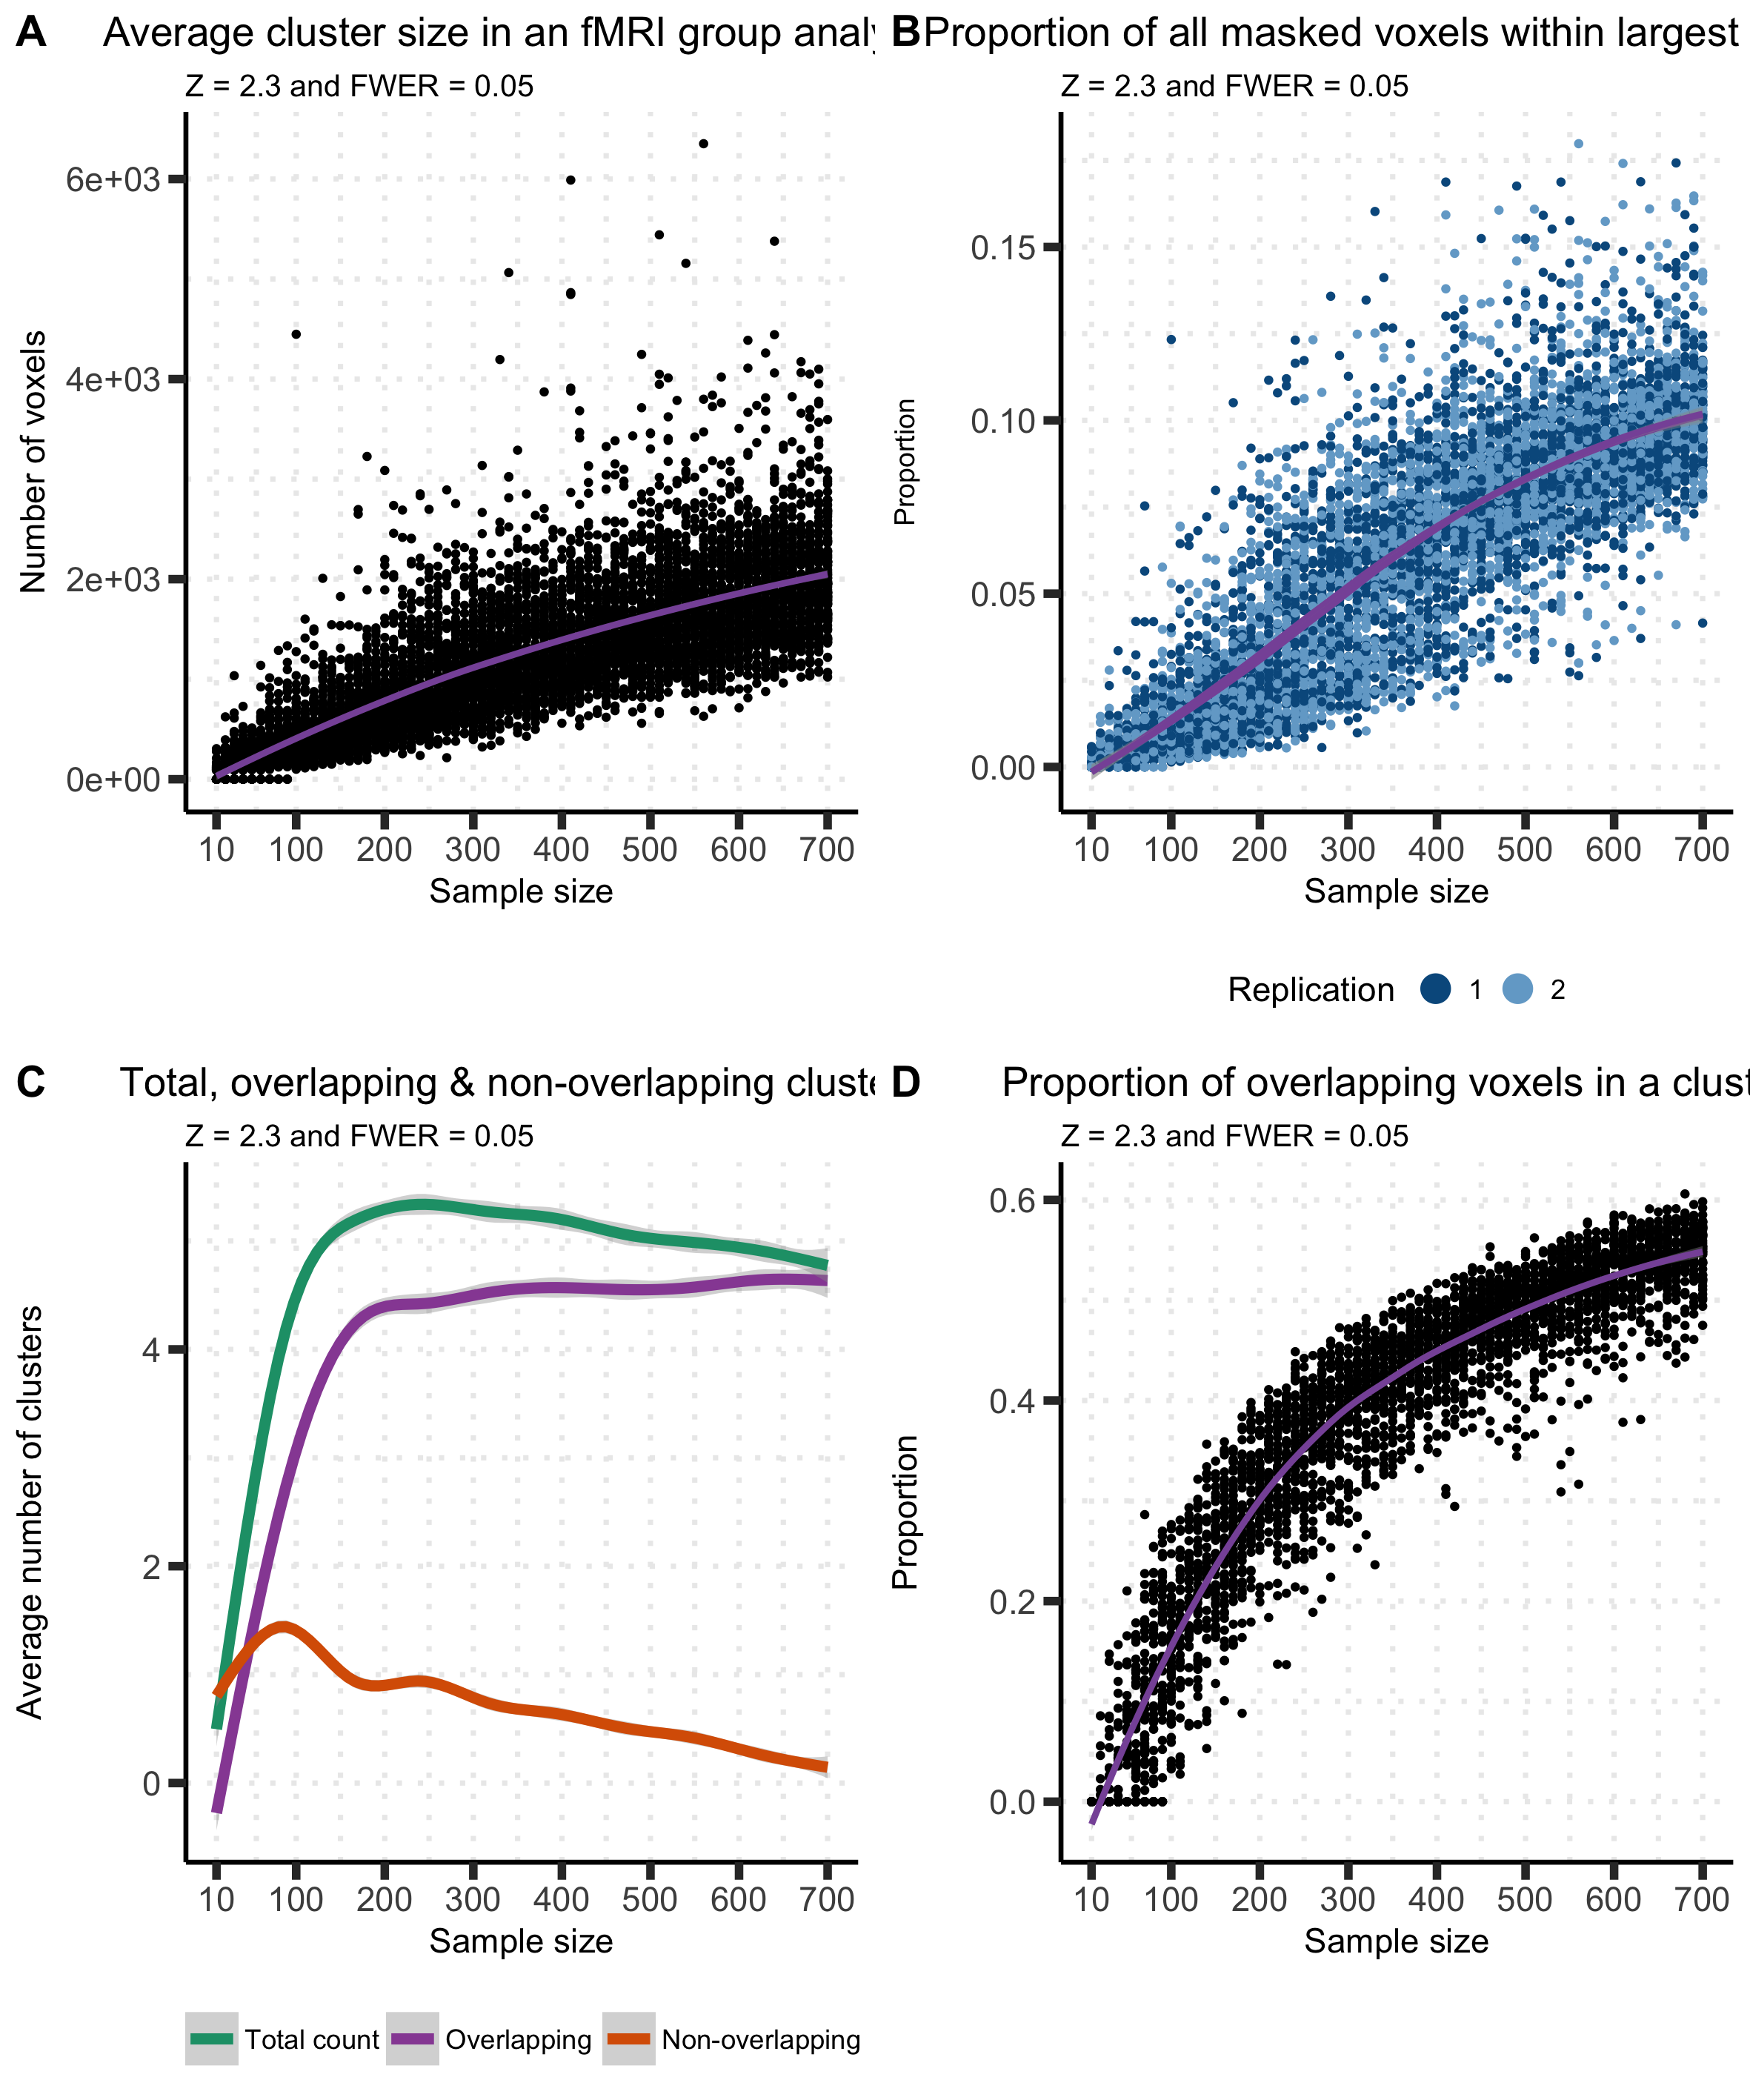 A Average cluster size in an fMRI group analy
Z = 2.3 and FWER = 0.05
Number of voxels
6e+03
4e+03
2e+03
0e+00
10 100 200 300 400 500 600 700
Sample size
B Proportion of all masked voxels within largest
Z = 2.3 and FWER = 0.05
Proportion
0.15
0.10
0.05
0.00
10 100 200 300 400 500 600 700
Sample size
Replication 1 2
C Total, overlapping & non-overlapping cluste
Z = 2.3 and FWER = 0.05
Average number of clusters
4
2
0
10 100 200 300 400 500 600 700
Sample size
Total count Overlapping Non-overlapping
D Proportion of overlapping voxels in a clust
Z = 2.3 and FWER = 0.05
Proportion
0.6
0.4
0.2
0.0
10 100 200 300 400 500 600 700
Sample size